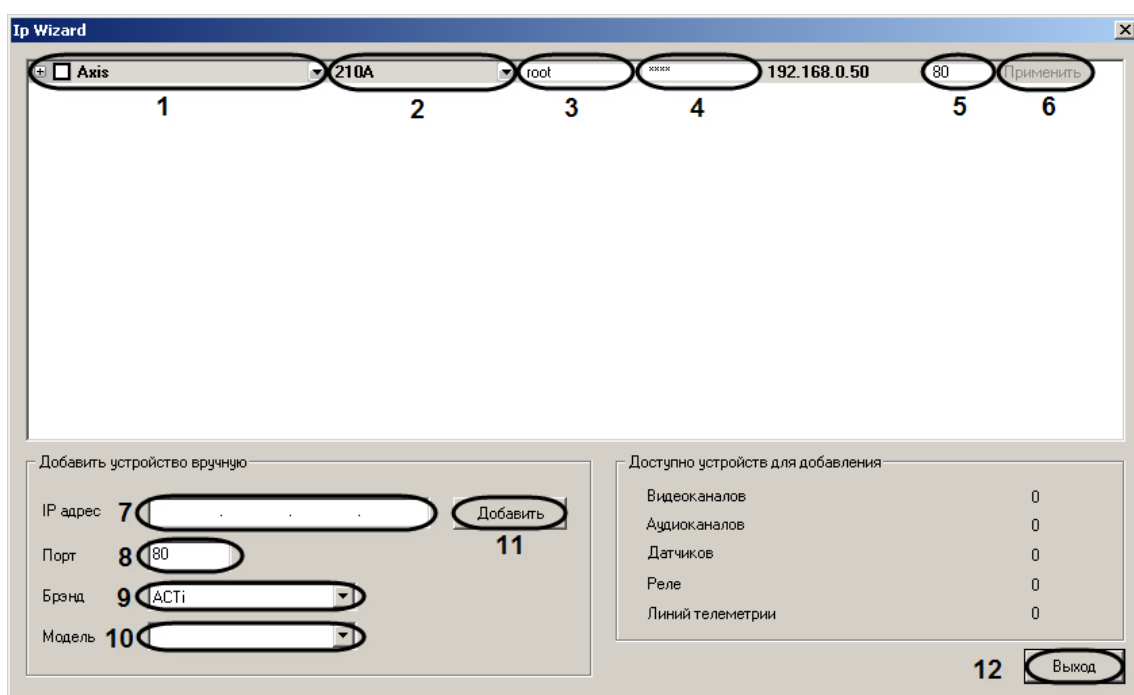 Ip Wizard
Axis 210A root **** 192.168.0.50 80 Применить
1 2 3 4 5 6
Добавить устройство вручную
IP адрес 7 . . . Добавить
11
Порт 8 80
Брэнд 9 ACTi
Модель 10
Доступно устройств для добавления
Видеоканалов 0
Аудиоканалов 0
Датчиков 0
Реле 0
Линий телеметрии 0
12 Выход